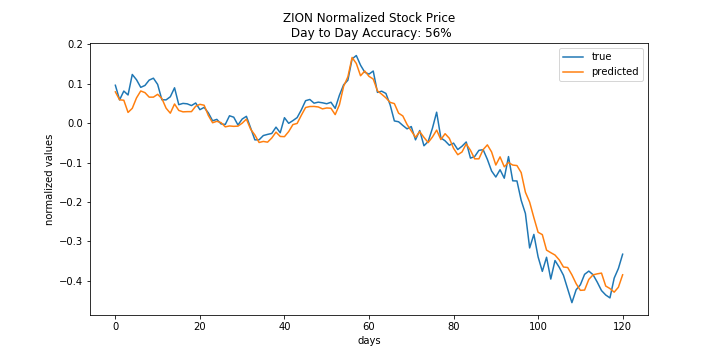 ZION Normalized Stock Price
Day to Day Accuracy: 56%
true
predicted
normalized values
0.2
0.1
0.0
−0.1
−0.2
−0.3
−0.4
0
20
40
60
80
100
120
days